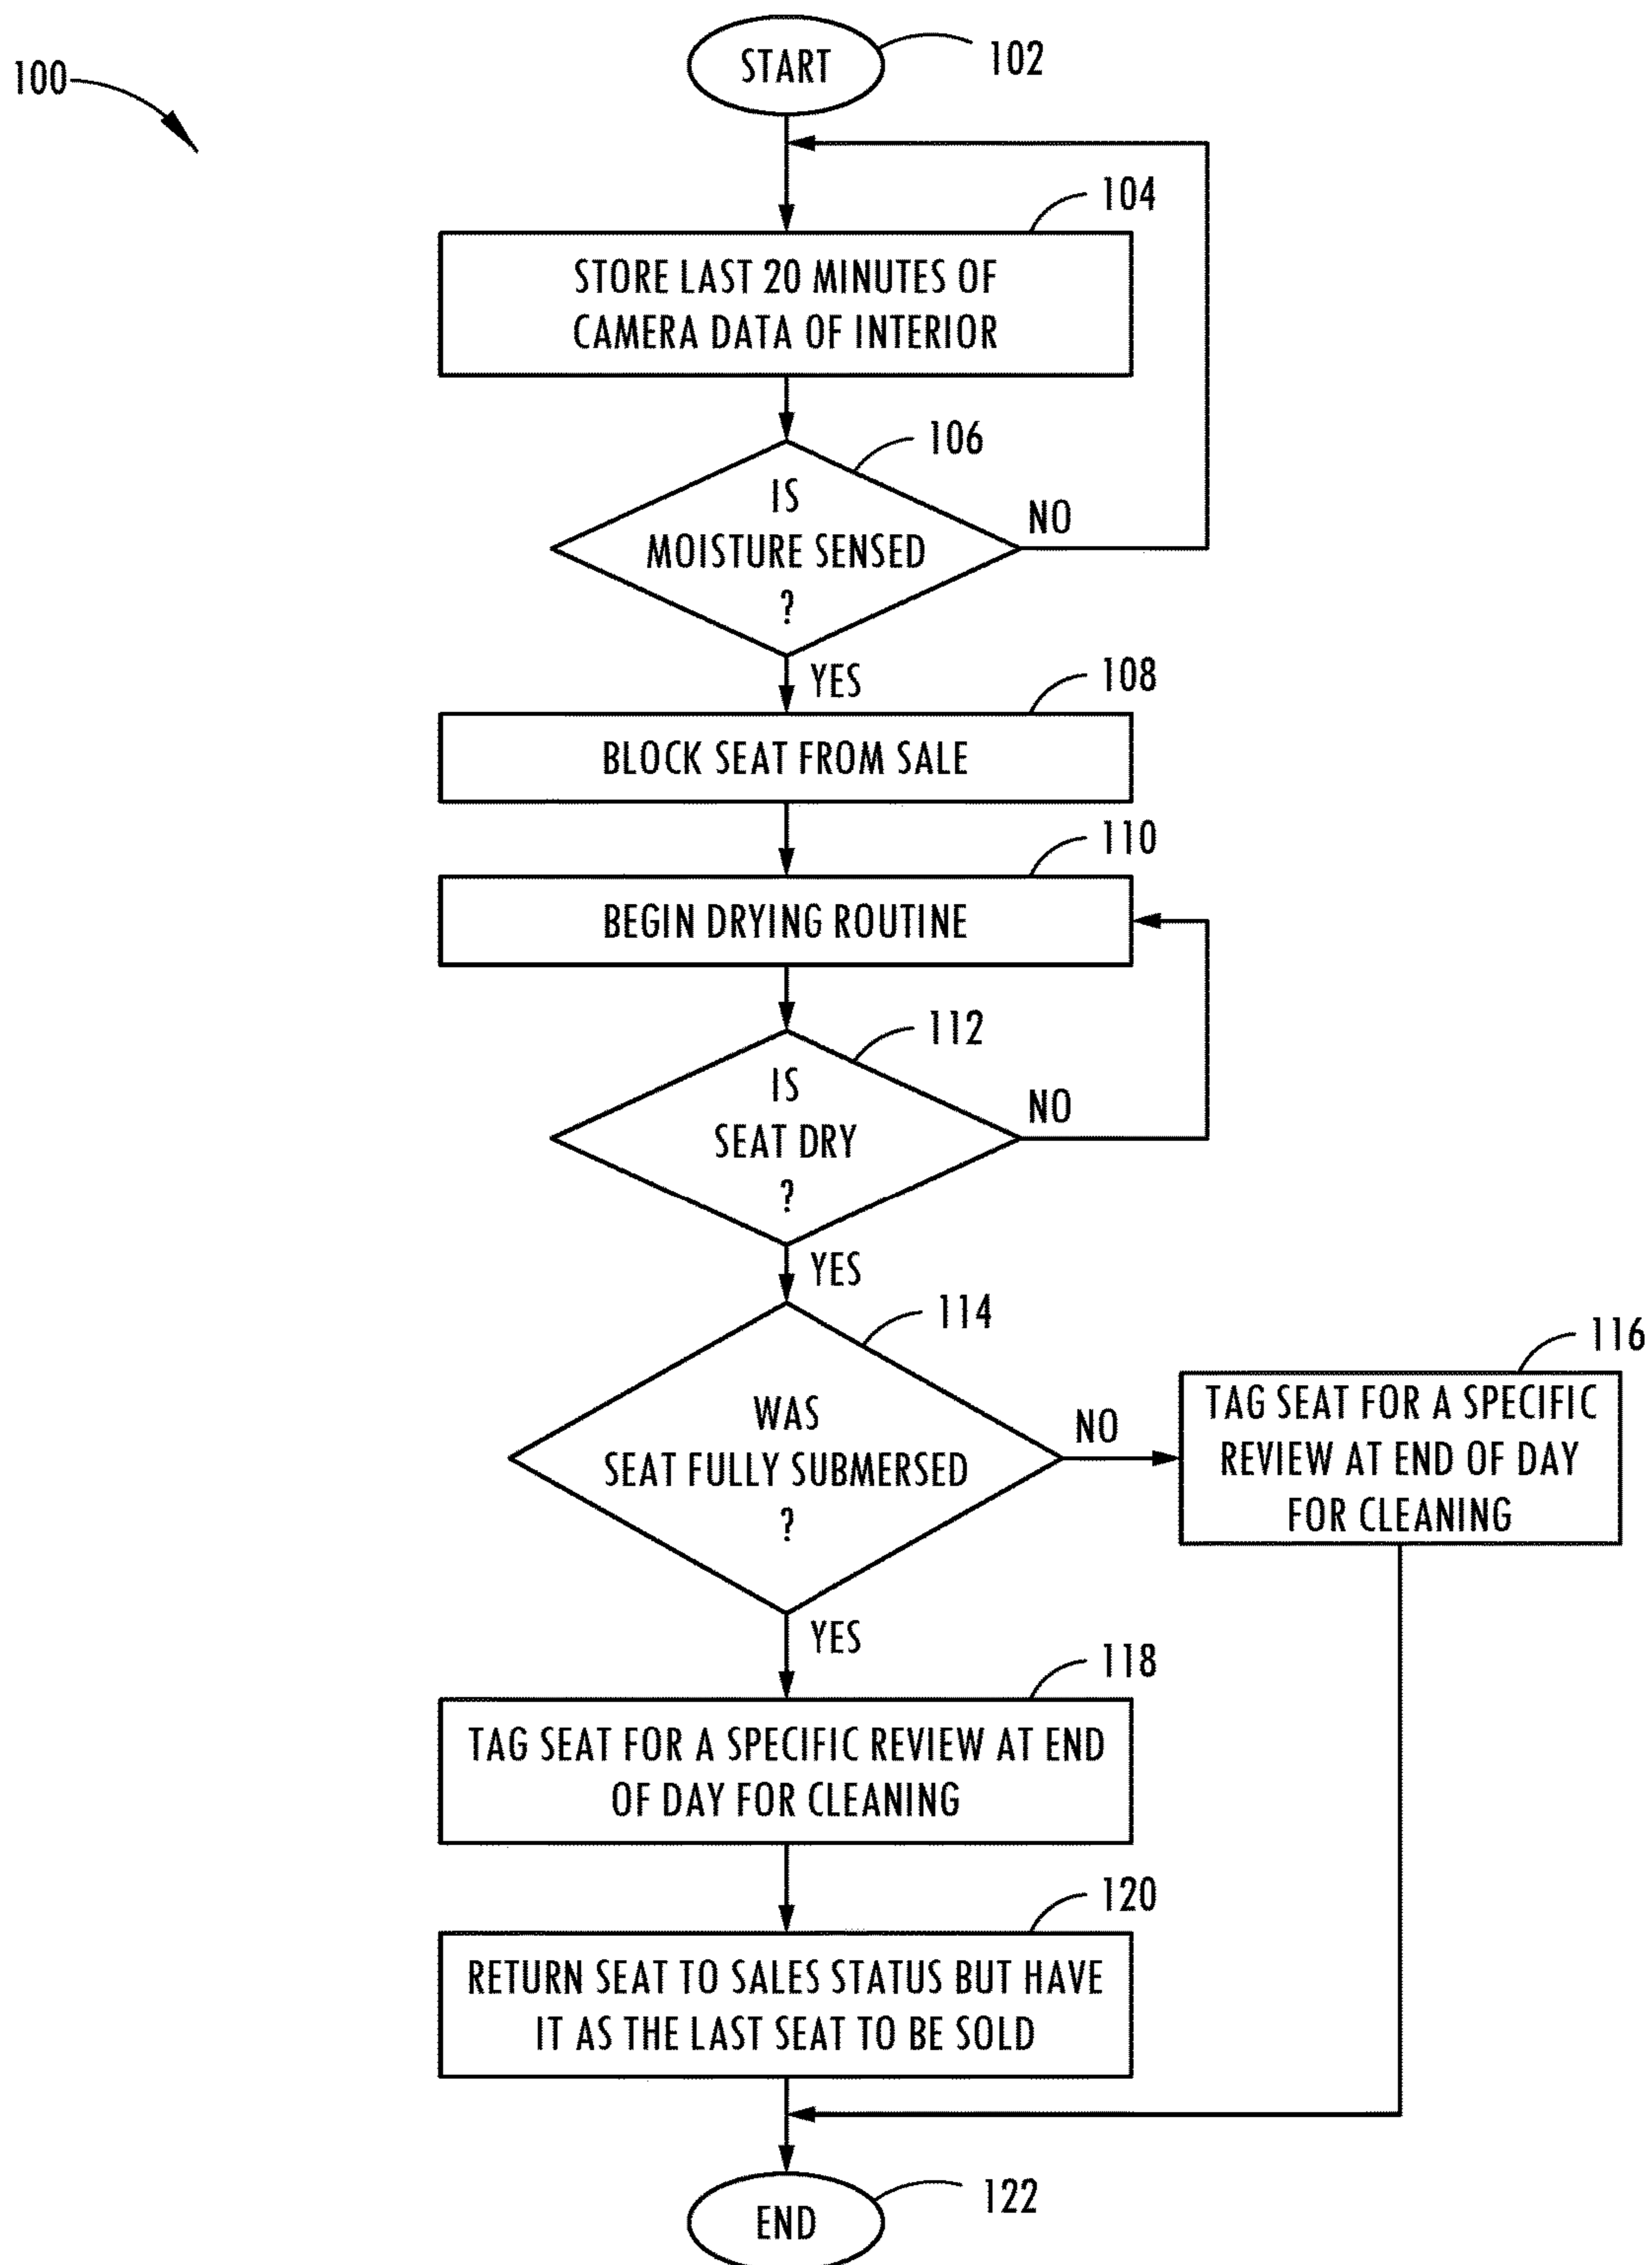 100
START
102
104
STORE LAST 20 MINUTES OF
CAMERA DATA OF INTERIOR
106
IS
MOISTURE SENSED
?
NO
YES
108
BLOCK SEAT FROM SALE
110
BEGIN DRYING ROUTINE
112
IS
SEAT DRY
?
NO
YES
114
WAS
SEAT FULLY SUBMERSED
?
NO
116
TAG SEAT FOR A SPECIFIC
REVIEW AT END OF DAY
FOR CLEANING
YES
118
TAG SEAT FOR A SPECIFIC REVIEW AT END
OF DAY FOR CLEANING
120
RETURN SEAT TO SALES STATUS BUT HAVE
IT AS THE LAST SEAT TO BE SOLD
END
122